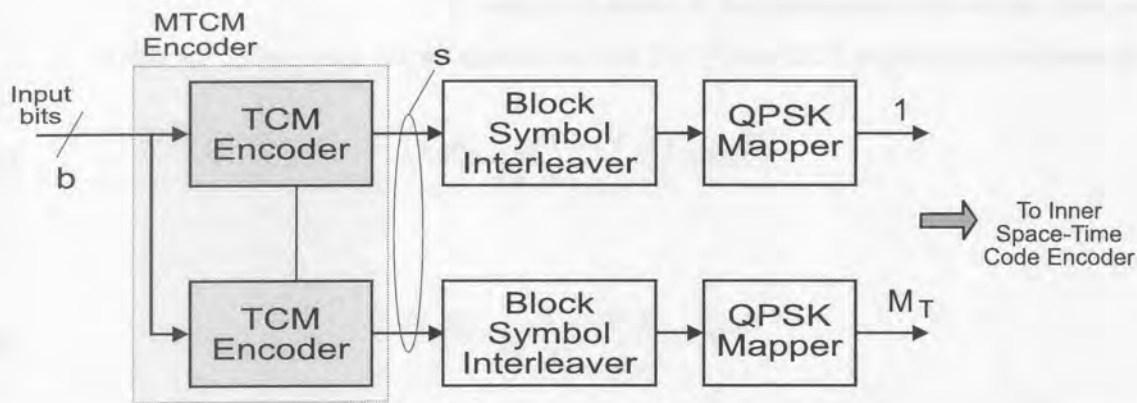 MTCM
Encoder
Input
bits
b
TCM
Encoder
s
Block
Symbol
Interleaver
QPSK
Mapper
1
To Inner
Space-Time
Code Encoder
TCM
Encoder
Block
Symbol
Interleaver
QPSK
Mapper
M T